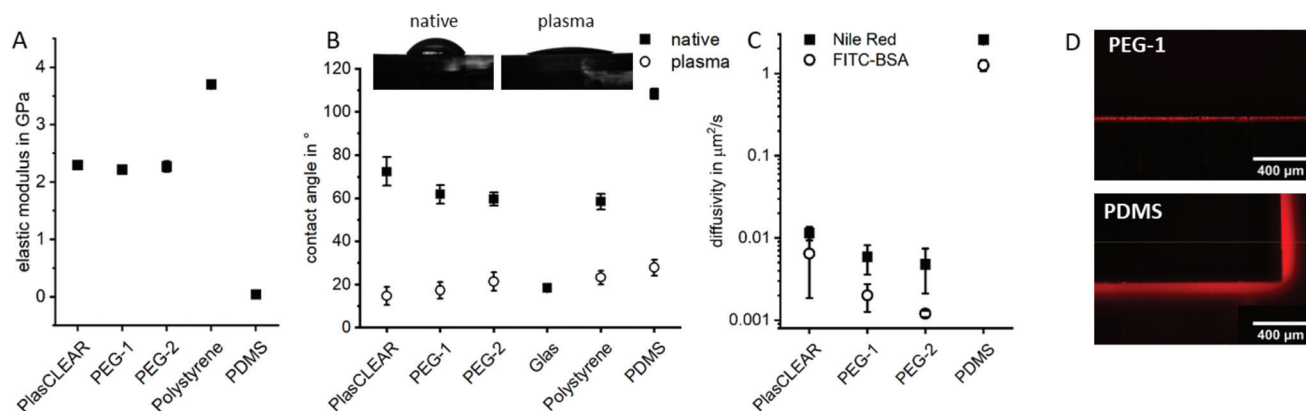 A
elastic modulus in GPa
4
3
2
1
0
PlasCLEAR
PEG-1
PEG-2
Polystyrene
PDMS
B
native
plasma
native
plasma
contact angle in °
120
100
80
60
40
20
0
PlasCLEAR
PEG-1
PEG-2
Glas
Polystyrene
PDMS
C
Nile Red
FITC-BSA
diffusivity in μm²/s
1
0.1
0.01
0.001
PlasCLEAR
PEG-1
PEG-2
PDMS
D
PEG-1
400 μm
PDMS
400 μm